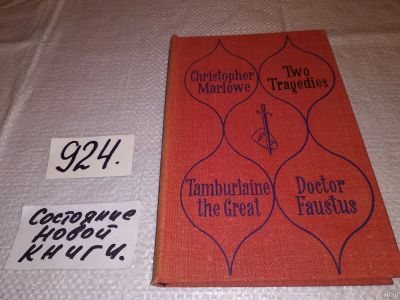 Christopher
Marlowe
Two
Tragedies
Tamburlaine
the Great
Doctor
Faustus
924.
Состояние
новой
книги.